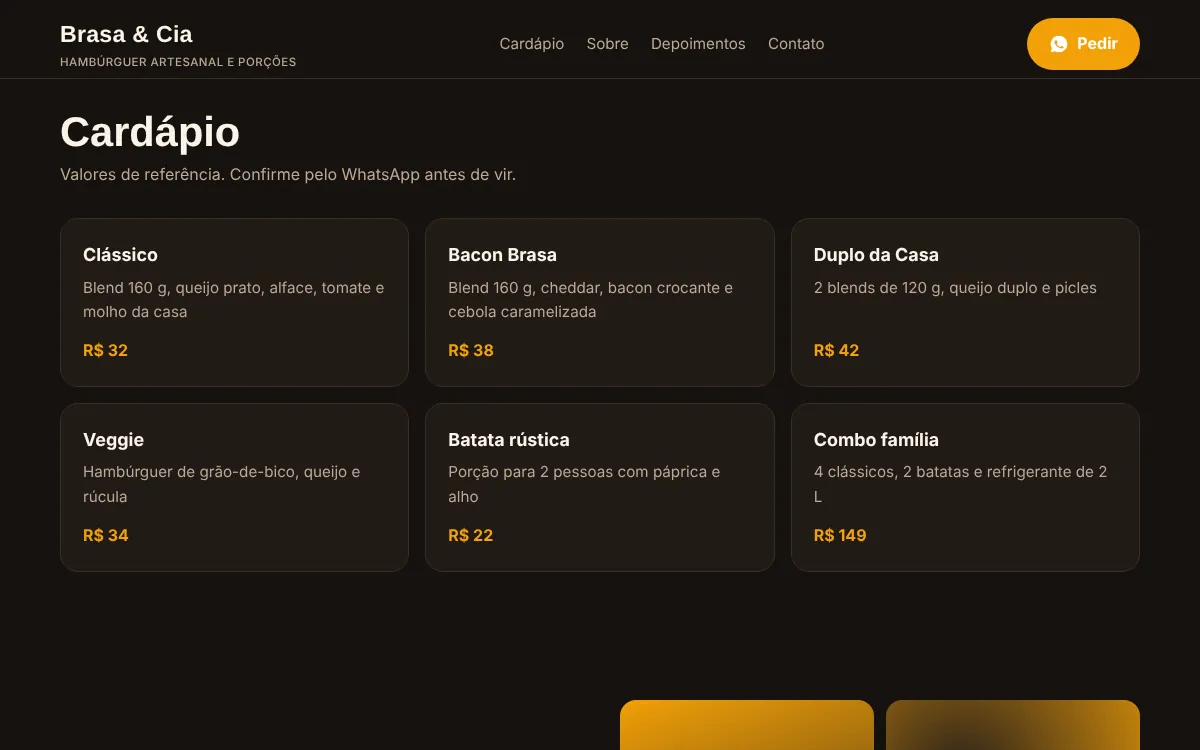 Brasa & Cia
HAMBÚRGUER ARTESANAL E PORÇÕES
Cardápio
Sobre
Depoimentos
Contato
Pedir
Cardápio
Valores de referência. Confirme pelo WhatsApp antes de vir.
Clássico
Blend 160 g, queijo prato, alface, tomate e
molho da casa
R$ 32
Bacon Brasa
Blend 160 g, cheddar, bacon crocante e
cebola caramelizada
R$ 38
Duplo da Casa
2 blends de 120 g, queijo duplo e picles
R$ 42
Veggie
Hambúrguer de grão-de-bico, queijo e
rúcula
R$ 34
Batata rústica
Porção para 2 pessoas com páprica e
alho
R$ 22
Combo família
4 clássicos, 2 batatas e refrigerante de 2
L
R$ 149